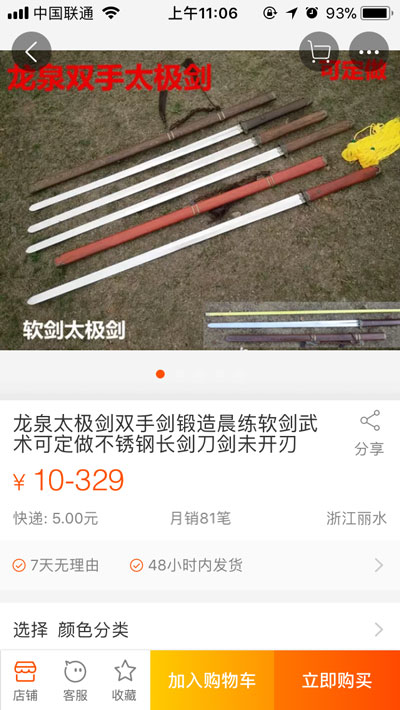 中国联通 上午11:06 93%
龙泉双手太极剑
可定做
软剑太极剑
龙泉太极剑双手剑锻造晨练软剑武
术可定做不锈钢长剑刀剑未开刃
分享
¥ 10-329
快递: 5.00元 月销81笔 浙江丽水
7天无理由 48小时内发货
选择 颜色分类
店铺 客服 收藏 加入购物车 立即购买